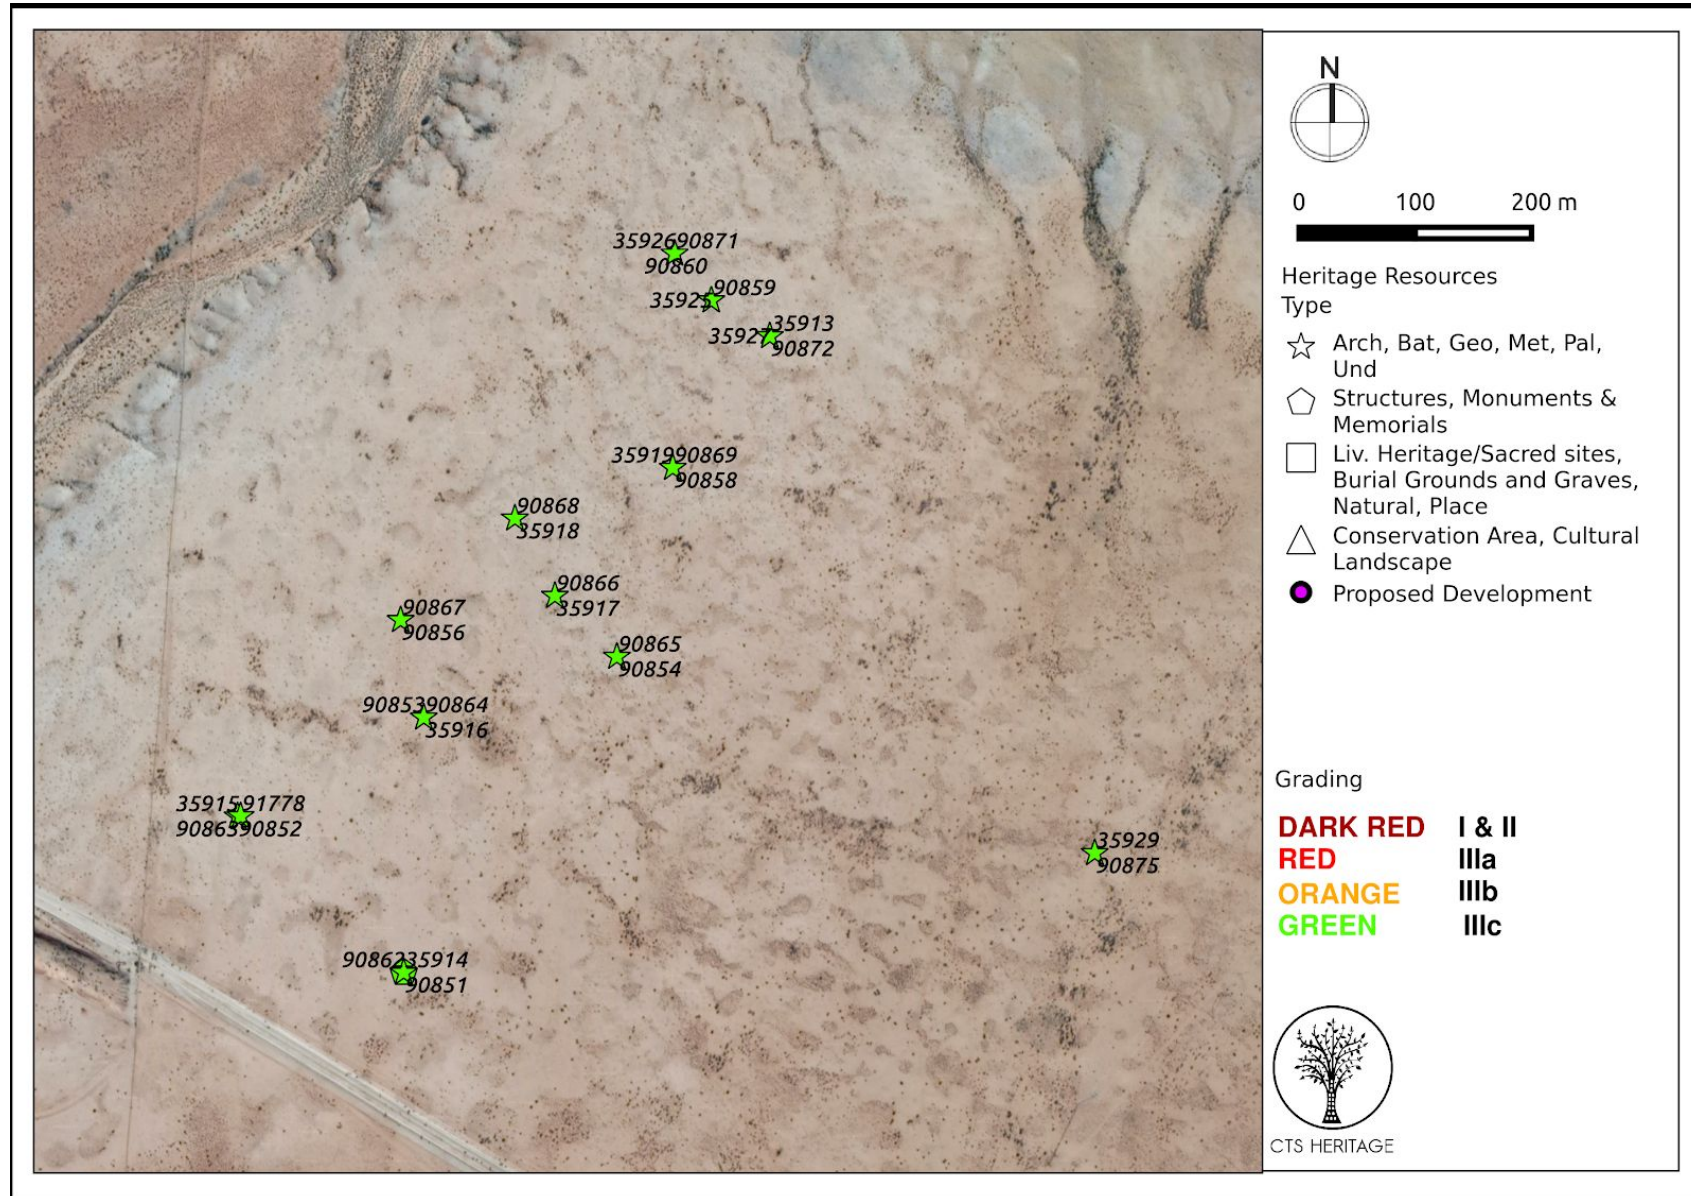 3592690871
90860
90859
35925
35913
35927
90872
3591990869
90858
90868
35918
90866
35917
90867
90856
90865
90854
9085390864
35916
3591591778
9086390852
35929
90875
9086235914
90851
N
0 100 200 m
Heritage Resources
Type
Arch, Bat, Geo, Met, Pal,
Und
Structures, Monuments &
Memorials
Liv. Heritage/Sacred sites,
Burial Grounds and Graves,
Natural, Place
Conservation Area, Cultural
Landscape
Proposed Development
Grading
DARK RED I & II
RED IIIa
ORANGE IIIb
GREEN IIIc
CTS HERITAGE